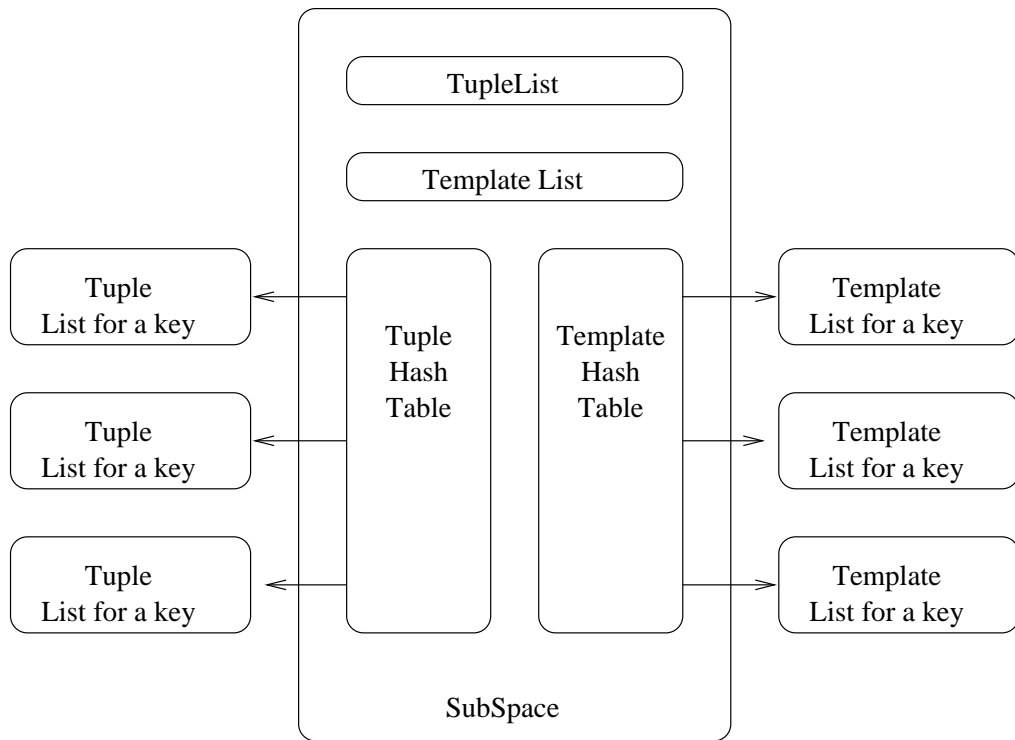 TupleList
Template List
Tuple
List for a key
Tuple
List for a key
Tuple
List for a key
Tuple
Hash
Table
Template
Hash
Table
Template
List for a key
Template
List for a key
Template
List for a key
SubSpace